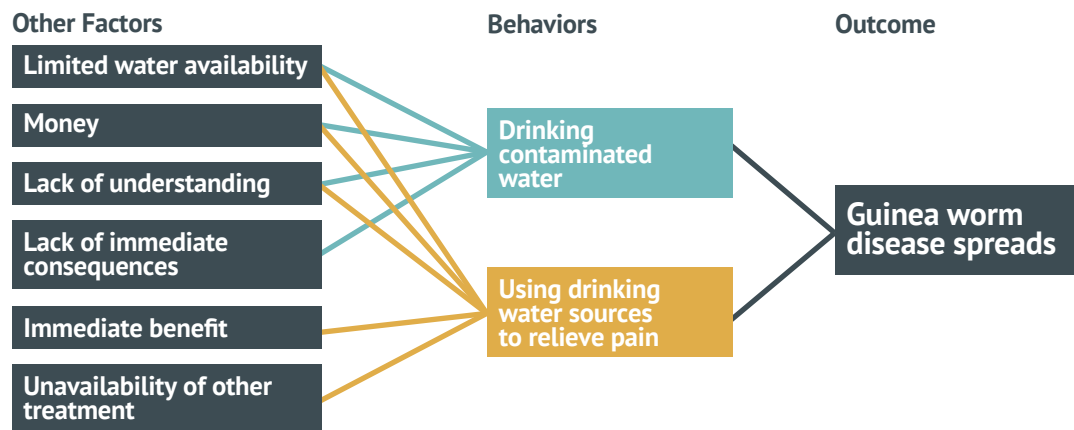 Other Factors
Behaviors
Outcome
Limited water availability
Money
Lack of understanding
Lack of immediate
consequences
Immediate benefit
Unavailability of other
treatment
Drinking
contaminated
water
Using drinking
water sources
to relieve pain
Guinea worm
disease spreads